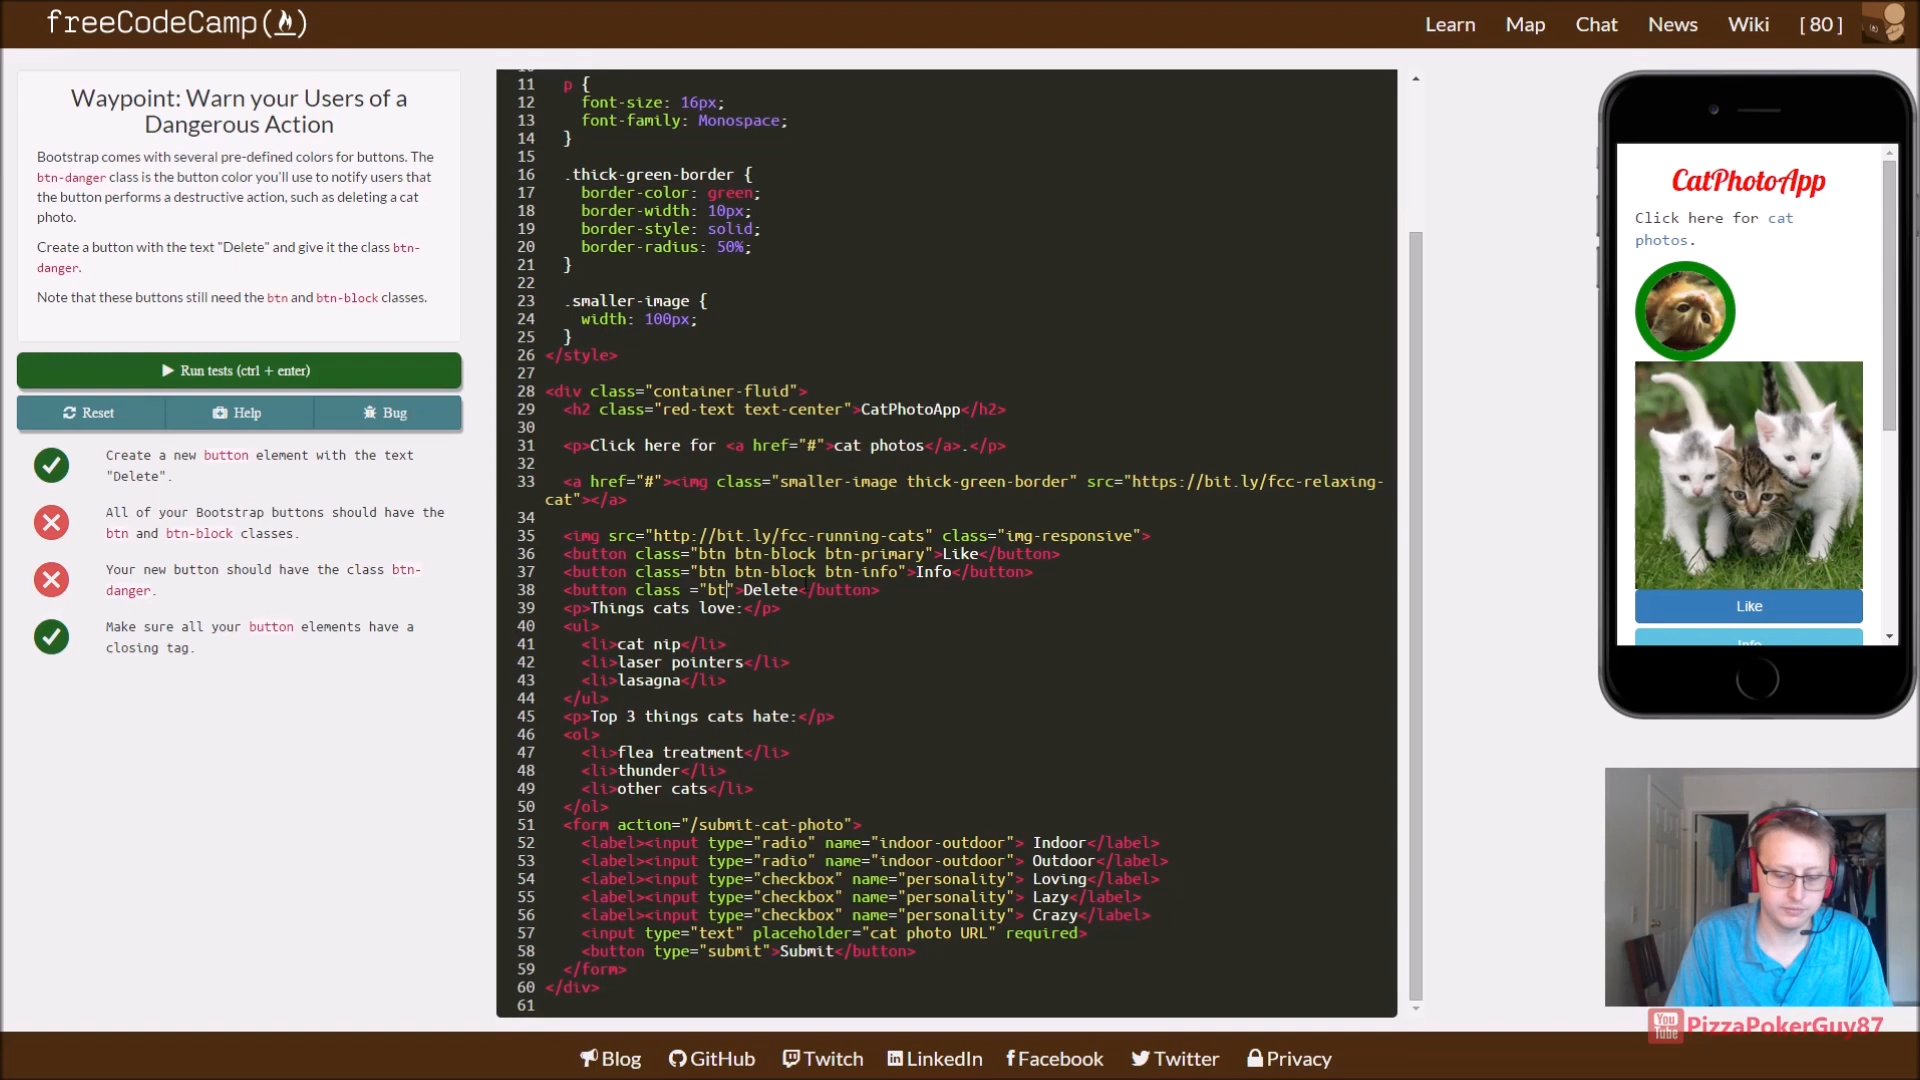 freeCodeCamp
Learn
Map
Chat
News
Wiki
[ 80 ]
Waypoint: Warn your Users of a
Dangerous Action
Bootstrap comes with several pre-defined colors for buttons. The
btn-danger class is the button color you'll use to notify users that
the button performs a destructive action, such as deleting a cat
photo.
Create a button with the text "Delete" and give it the class btn-
danger.
Note that these buttons still need the btn and btn-block classes.
Run tests (ctrl + enter)
Reset
Help
Bug
Create a new button element with the text
"Delete".
All of your Bootstrap buttons should have the
btn and btn-block classes.
Your new button should have the class btn-
danger.
Make sure all your button elements have a
closing tag.
11 p {
12 font-size: 16px;
13 font-family: Monospace;
14 }
15
16 .thick-green-border {
17 border-color: green;
18 border-width: 10px;
19 border-style: solid;
20 border-radius: 50%;
21 }
22
23 .smaller-image {
24 width: 100px;
25 }
26 </style>
27
28 <div class="container-fluid">
29 <h2 class="red-text text-center">CatPhotoApp</h2>
30
31 <p>Click here for <a href="#">cat photos</a>.</p>
32
33 <a href="#"><img class="smaller-image thick-green-border" src="https://bit.ly/fcc-relaxing-
cat"></a>
34
35 <img src="http://bit.ly/fcc-running-cats" class="img-responsive">
36 <button class="btn btn-block btn-primary">Like</button>
37 <button class="btn btn-block btn-info">Info</button>
38 <button class ="bt">Delete</button>
39 <p>Things cats love:</p>
40 <ul>
41 <li>cat nip</li>
42 <li>laser pointers</li>
43 <li>lasagna</li>
44 </ul>
45 <p>Top 3 things cats hate:</p>
46 <ol>
47 <li>flea treatment</li>
48 <li>thunder</li>
49 <li>other cats</li>
50 </ol>
51 <form action="/submit-cat-photo">
52 <label><input type="radio" name="indoor-outdoor"> Indoor</label>
53 <label><input type="radio" name="indoor-outdoor"> Outdoor</label>
54 <label><input type="checkbox" name="personality"> Loving</label>
55 <label><input type="checkbox" name="personality"> Lazy</label>
56 <label><input type="checkbox" name="personality"> Crazy</label>
57 <input type="text" placeholder="cat photo URL" required>
58 <button type="submit">Submit</button>
59 </form>
60 </div>
61
CatPhotoApp
Click here for cat
photos.
Like
Info
You Tube PizzaPokerGuy87
Blog
GitHub
Twitch
LinkedIn
Facebook
Twitter
Privacy